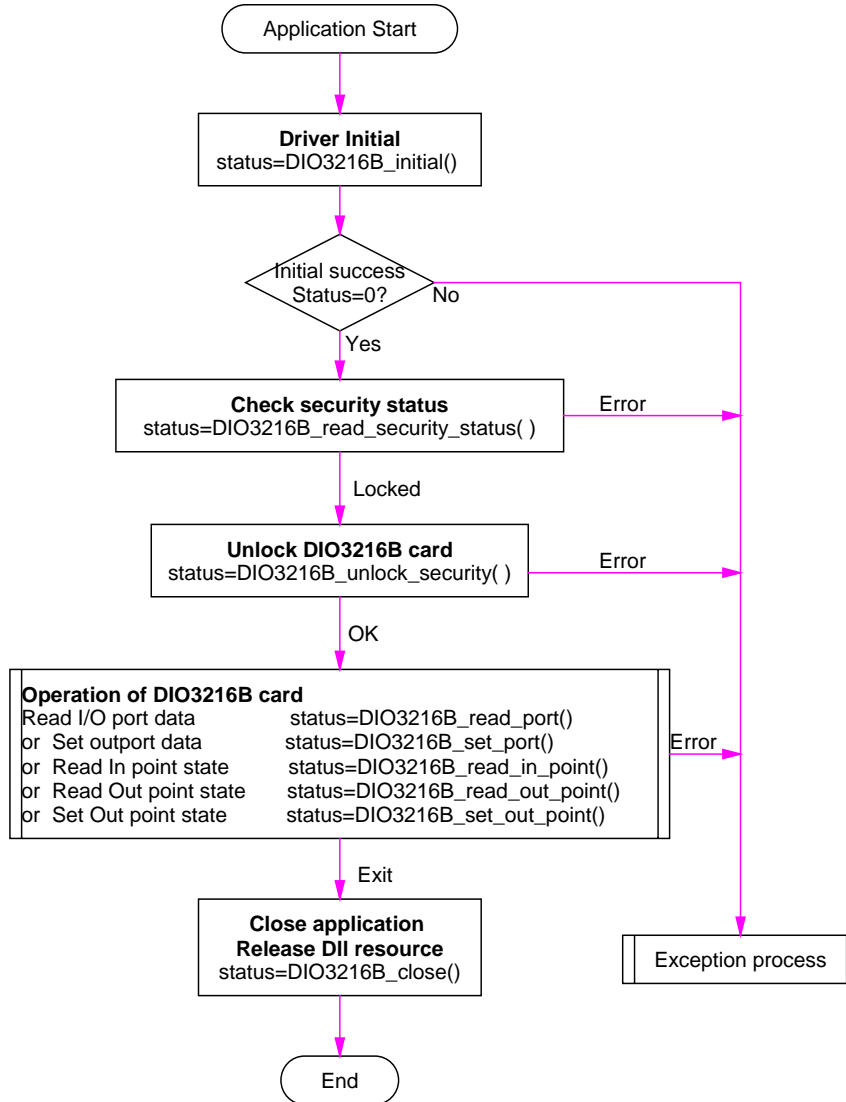 Application Start
Driver Initial
status=DIO3216B_initial()
Initial success
Status=0?
No
Yes
Check security status
status=DIO3216B_read_security_status( )
Error
Locked
Unlock DIO3216B card
status=DIO3216B_unlock_security( )
Error
OK
Operation of DIO3216B card
Read I/O port data status=DIO3216B_read_port()
or Set outport data status=DIO3216B_set_port()
or Read In point state status=DIO3216B_read_in_point()
or Read Out point state status=DIO3216B_read_out_point()
or Set Out point state status=DIO3216B_set_out_point()
Error
Exit
Close application
Release Dll resource
status=DIO3216B_close()
Exception process
End